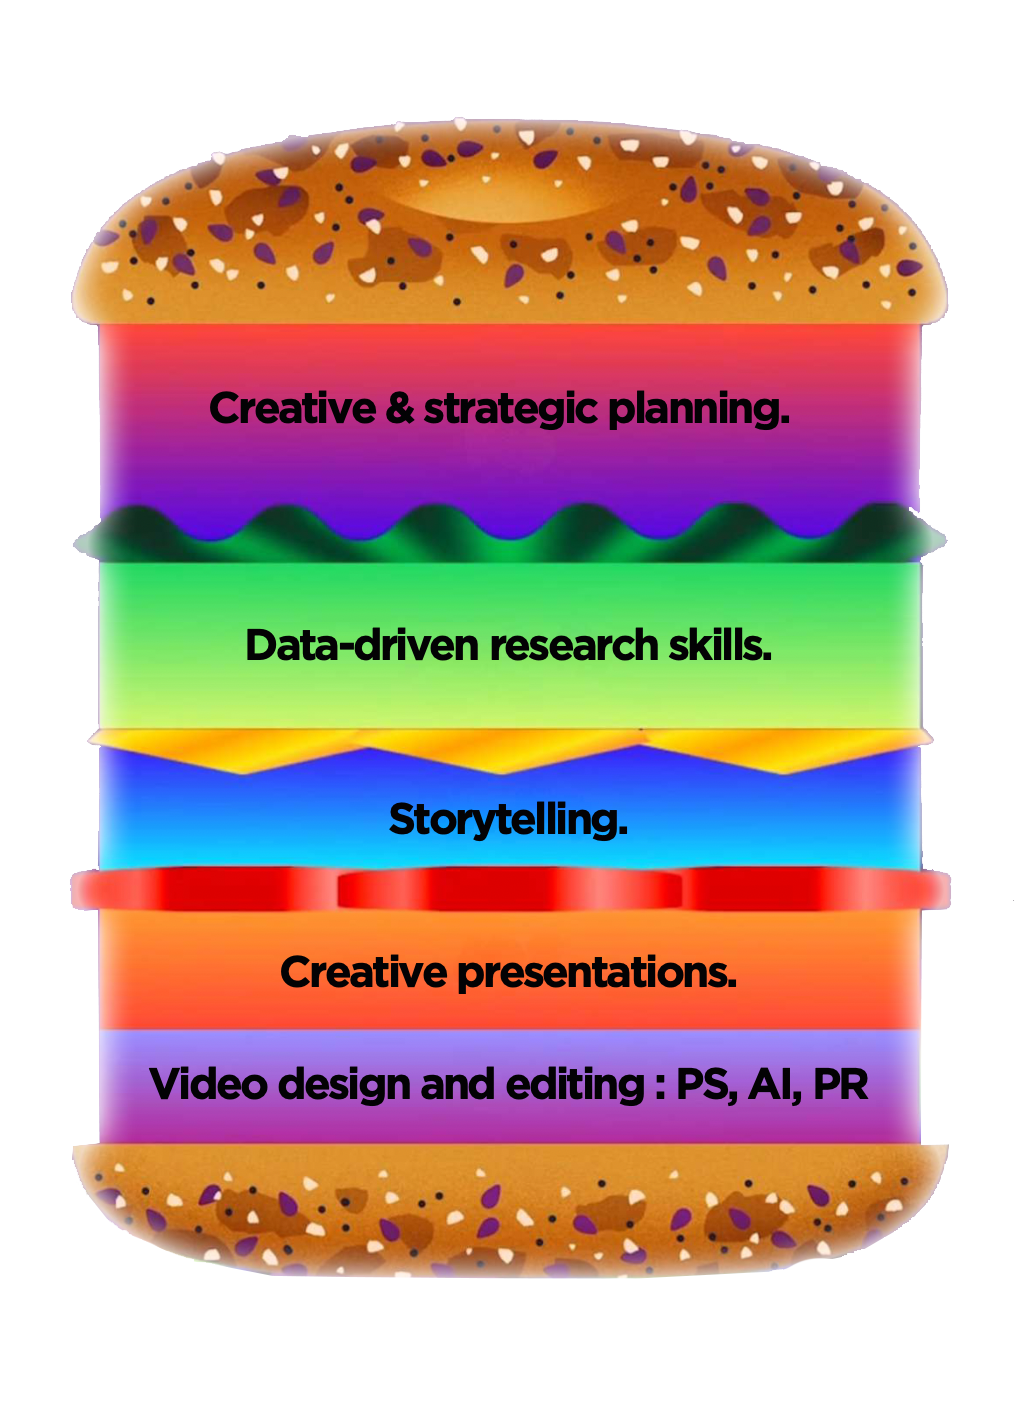 Creative & strategic planning.
Data-driven research skills.
Storytelling.
Creative presentations.
Video design and editing : PS, AI, PR